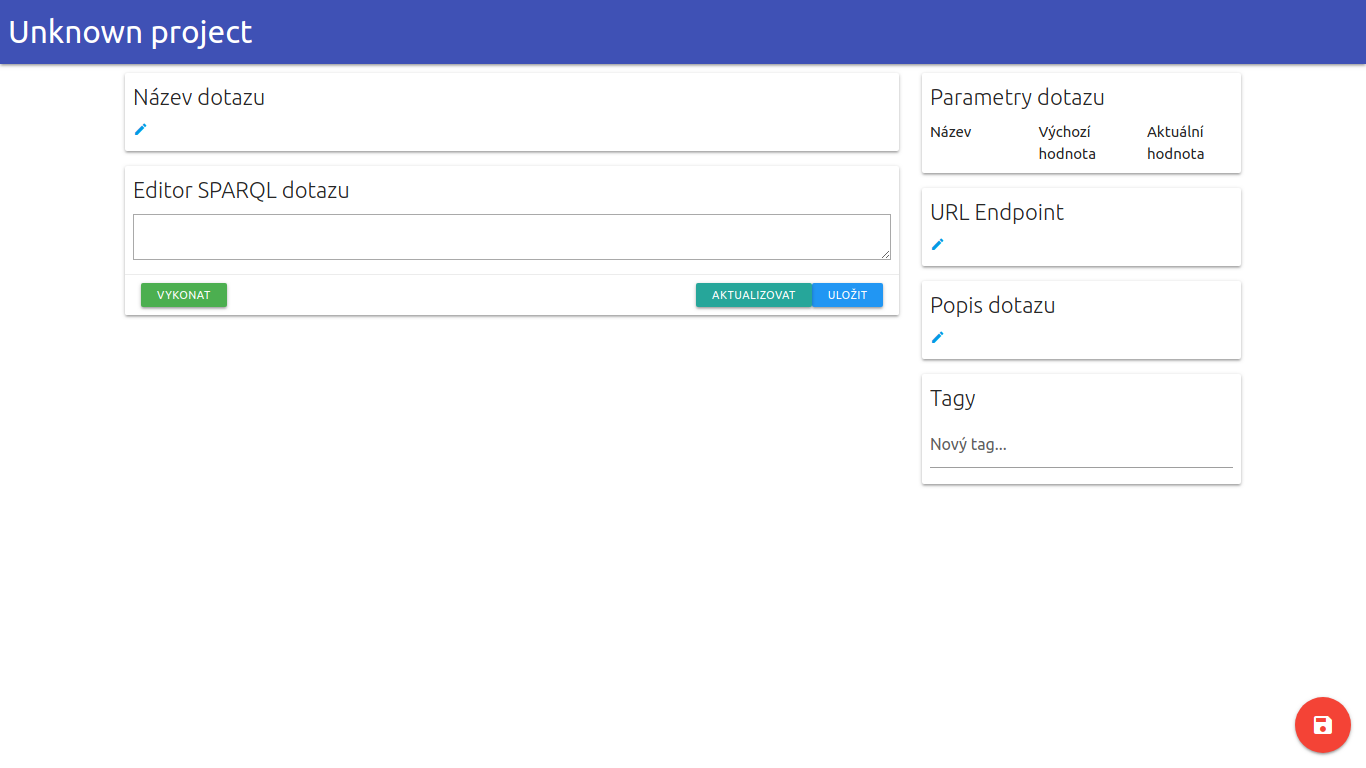 Unknown project
Název dotazu
Editor SPARQL dotazu
VYKONAT
AKTUALIZOVAT
ULOŽIT
Parametry dotazu
Název
Výchozí
hodnota
Aktuální
hodnota
URL Endpoint
Popis dotazu
Tagy
Nový tag...